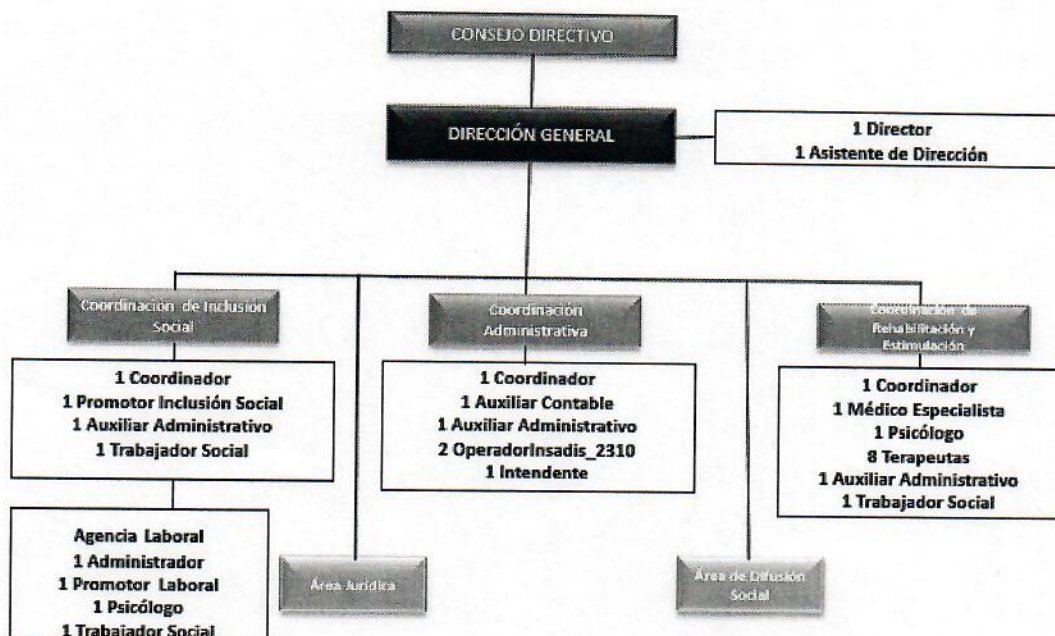 CONSEJO DIRECTIVO
DIRECCIÓN GENERAL
1 Director
1 Asistente de Dirección
Coordinación de Inclusión
Social
1 Coordinador
1 Promotor Inclusión Social
1 Auxiliar Administrativo
1 Trabajador Social
Agencia Laboral
1 Administrador
1 Promotor Laboral
1 Psicólogo
1 Trabajador Social
Área Jurídica
Coordinación
Administrativa
1 Coordinador
1 Auxiliar Contable
1 Auxiliar Administrativo
2 OperadorInsadis_2310
1 Intendente
Área de Difusión
Social
Coordinación de
Rehabilitación y
Estimulación
1 Coordinador
1 Médico Especialista
1 Psicólogo
8 Terapeutas
1 Auxiliar Administrativo
1 Trabajador Social